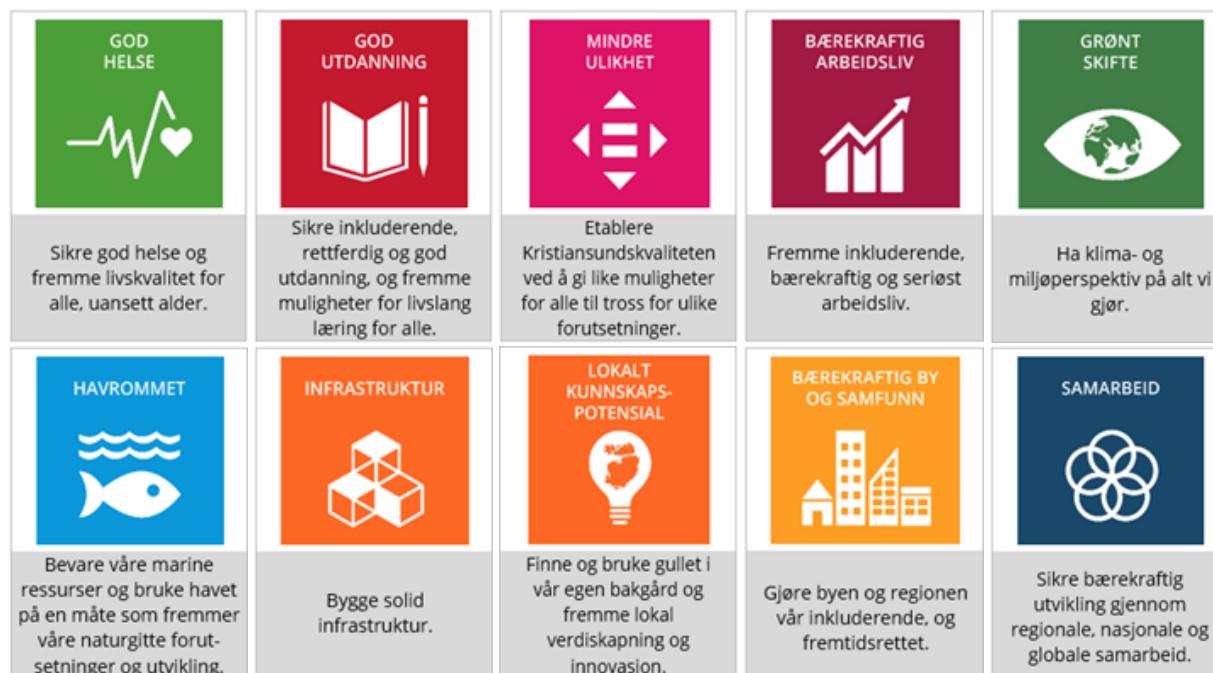 GOD
HELSE
Sikre god helse og
fremme livskvalitet for
alle, uansett alder.
GOD
UTDANNING
Sikre inkluderende,
rettferdig og god
utdanning, og fremme
muligheter for livslang
læring for alle.
MINDRE
ULIKHET
Etablere
Kristiansundskvaliteten
ved å gi like muligheter
for alle til tross for ulike
forutsetninger.
BÆREKRAFTIG
ARBEIDSLIV
Fremme inkluderende,
bærekraftig og seriøst
arbeidsliv.
GRØNT
SKIFTE
Ha klima- og
miljøperspektiv på alt vi
gjør.
HAVROMMET
Bevare våre marine
ressurser og bruke havet
på en måte som fremmer
våre naturgitte forut-
setninger og utvikling.
INFRASTRUKTUR
Bygge solid
infrastruktur.
LOKALT
KUNNSKAPS-
POTENSIAL
Finne og bruke gullet i
vår egen bakgård og
fremme lokal
verdiskapning og
innovasjon.
BÆREKRAFTIG BY
OG SAMFUNN
Gjøre byen og regionen
vår inkluderende, og
fremtidsrettet.
SAMARBEID
Sikre bærekraftig
utvikling gjennom
regionale, nasjonale og
globale samarbeid.